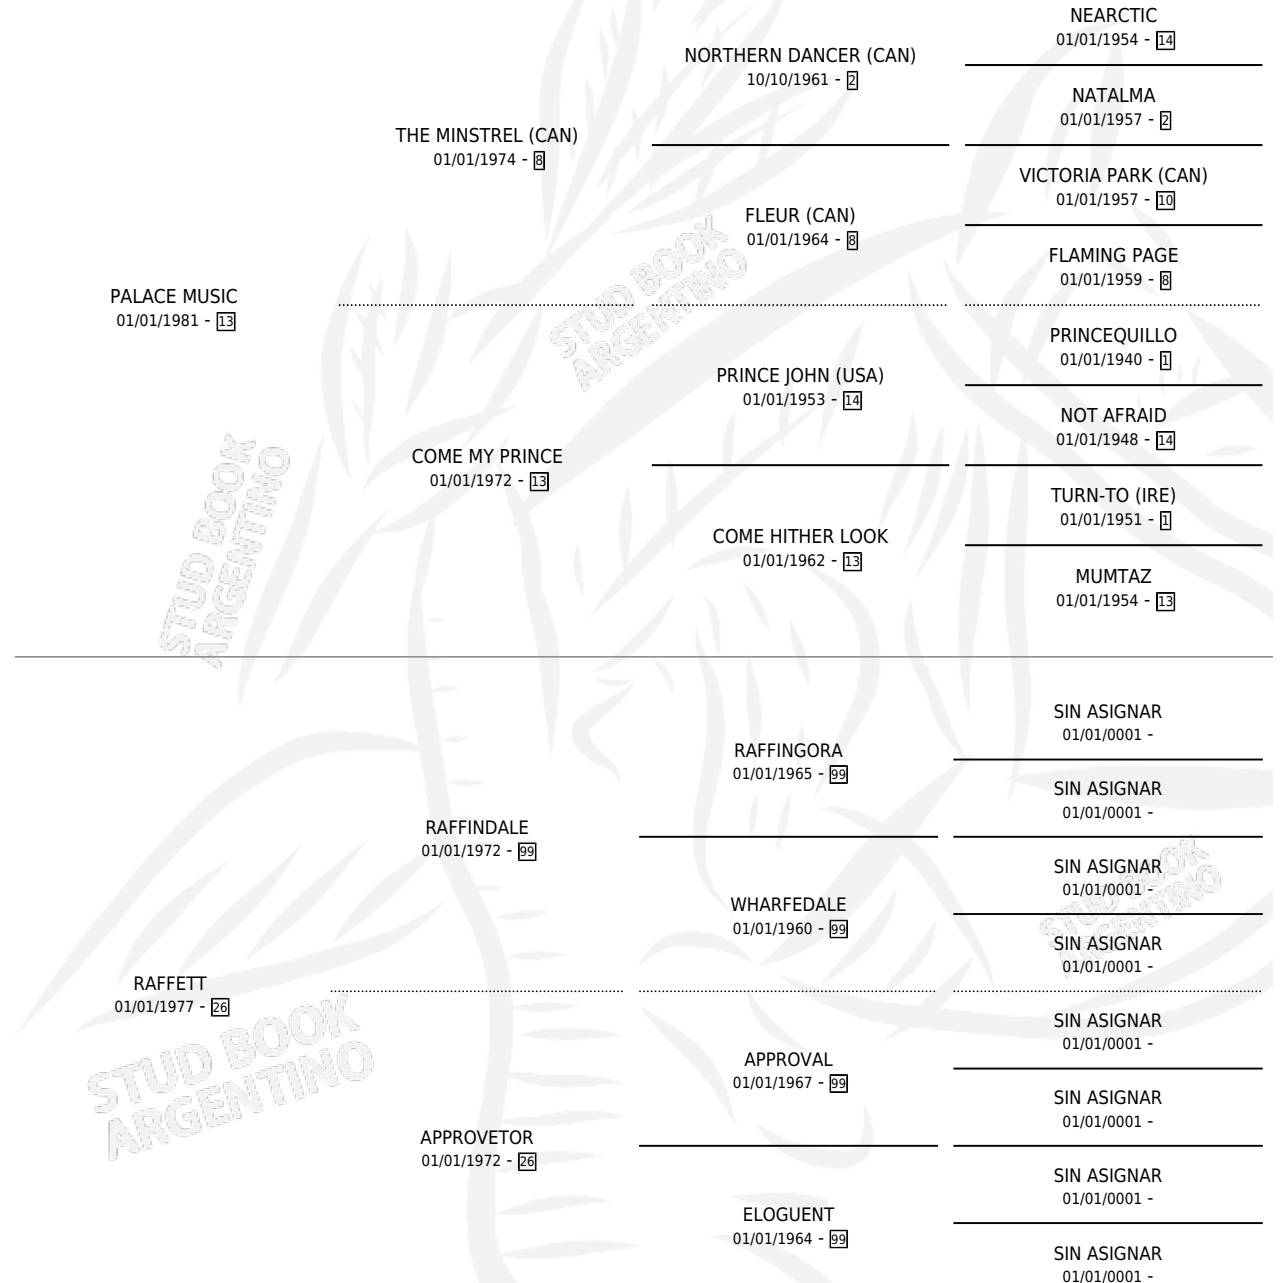 NEARCTIC
01/01/1954 - 14
NORTHERN DANCER (CAN)
10/10/1961 - 2
NATALMA
01/01/1957 - 2
THE MINSTREL (CAN)
01/01/1974 - 8
VICTORIA PARK (CAN)
01/01/1957 - 10
FLEUR (CAN)
01/01/1964 - 8
FLAMING PAGE
01/01/1959 - 8
PALACE MUSIC
01/01/1981 - 13
PRINCEQUILLO
01/01/1940 - 1
PRINCE JOHN (USA)
01/01/1953 - 14
NOT AFRAID
01/01/1948 - 14
COME MY PRINCE
01/01/1972 - 13
TURN-TO (IRE)
01/01/1951 - 1
COME HITHER LOOK
01/01/1962 - 13
MUMTAZ
01/01/1954 - 13
SIN ASIGNAR
01/01/0001 -
RAFFINGORA
01/01/1965 - 99
SIN ASIGNAR
01/01/0001 -
RAFFINDALE
01/01/1972 - 99
SIN ASIGNAR
01/01/0001 -
WHARFEDALE
01/01/1960 - 99
SIN ASIGNAR
01/01/0001 -
RAFFETT
01/01/1977 - 26
SIN ASIGNAR
01/01/0001 -
APPROVAL
01/01/1967 - 99
SIN ASIGNAR
01/01/0001 -
APPROVETOR
01/01/1972 - 26
SIN ASIGNAR
01/01/0001 -
ELOGUENT
01/01/1964 - 99
SIN ASIGNAR
01/01/0001 -
STUD BOOK
ARGENTINO
STUD BOOK
ARGENTINO
STUD BOOK
ARGENTINO
STUD BOOK
ARGENTINO